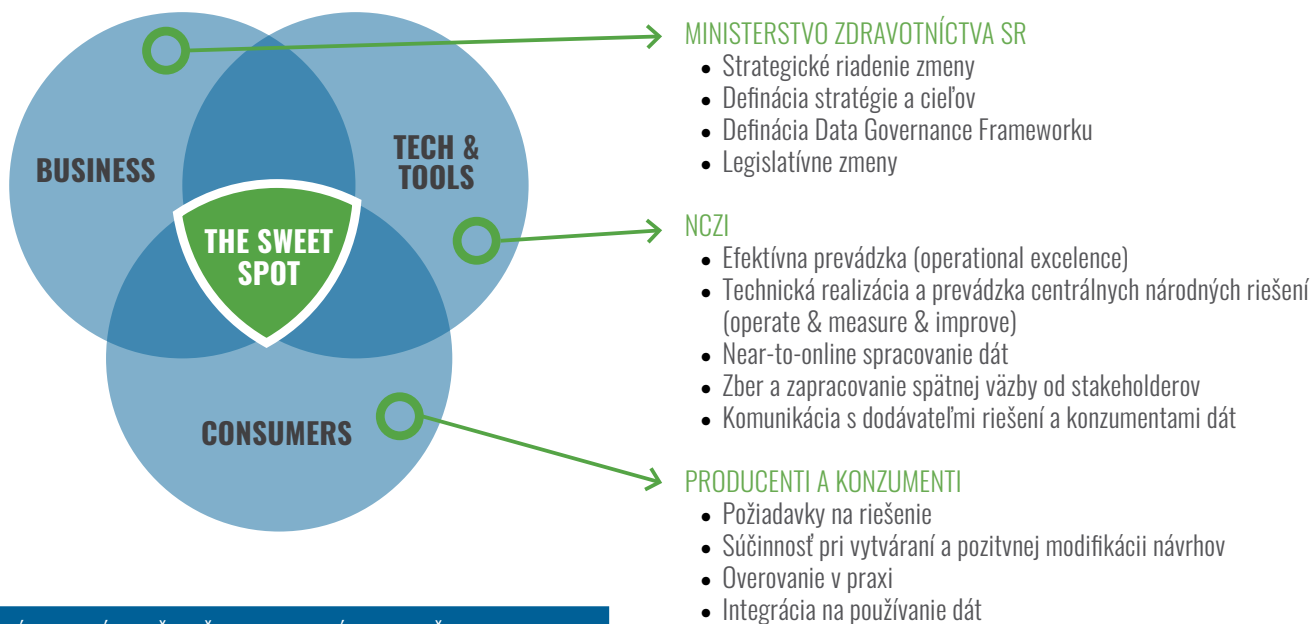 BUSINESS
TECH &
TOOLS
THE SWEET
SPOT
CONSUMERS
MINISTERSTVO ZDRAVOTNÍCTVA SR
• Strategické riadenie zmeny
• Definácia stratégie a cieľov
• Definácia Data Governance Frameworku
• Legislatívne zmeny
NCZI
• Efektívna prevádzka (operational excelence)
• Technická realizácia a prevádzka centrálnych národných riešení
(operate & measure & improve)
• Near-to-online spracovanie dát
• Zber a zapracovanie spätnej väzby od stakeholderov
• Komunikácia s dodávateľmi riešení a konzumentami dát
PRODUCENTI A KONZUMENTI
• Požiadavky na riešenie
• Súčinnosť pri vytváraní a pozitvnej modifikácii návrhov
• Overovanie v praxi
• Integrácia na používanie dát